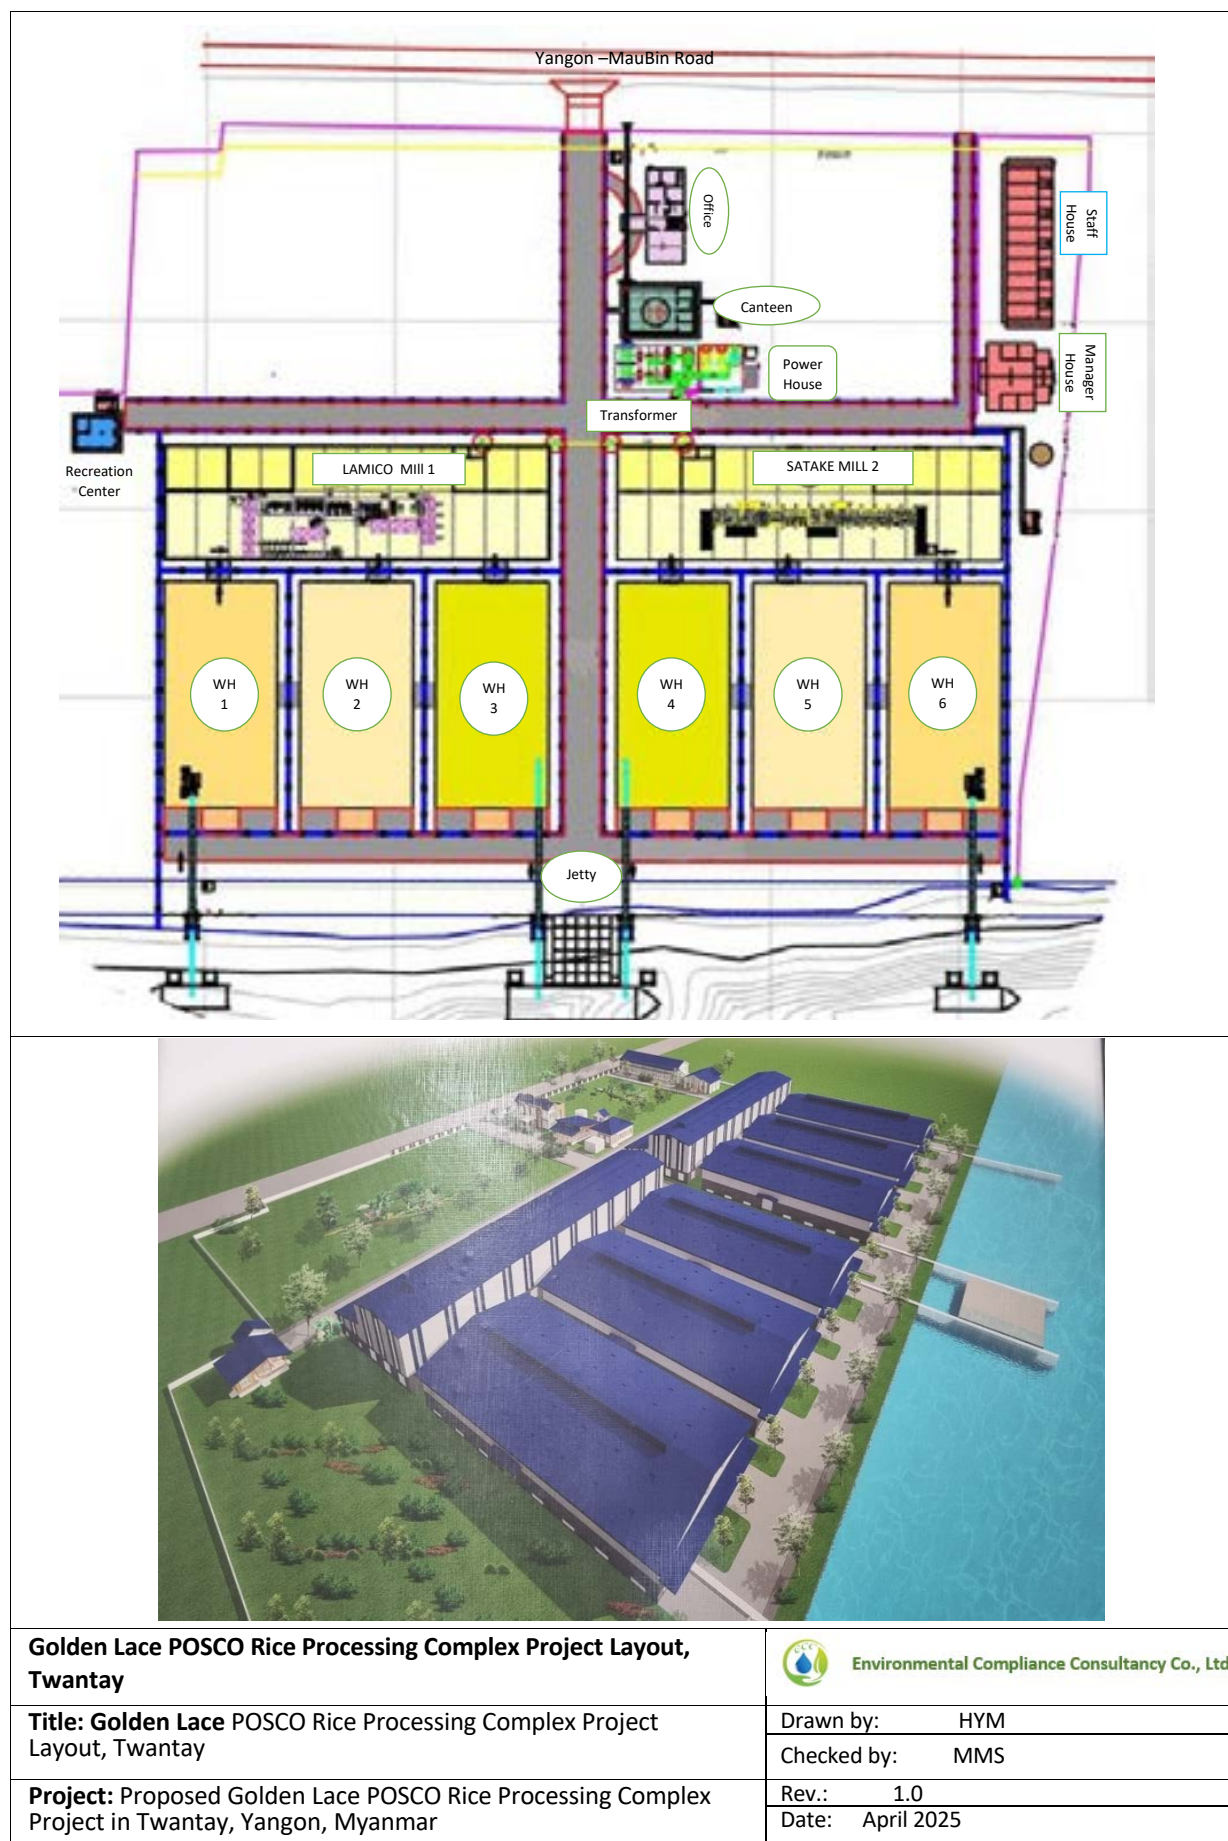 Yangon –MauBin Road
Office
Staff
House
Canteen
Power
House
Manager
House
Transformer
Recreation
Center
LAMICO Mill 1
SATAKE MILL 2
WH
1
WH
2
WH
3
WH
4
WH
5
WH
6
Jetty
Golden Lace POSCO Rice Processing Complex Project Layout,
Twantay
Environmental Compliance Consultancy Co., Ltd
Title: Golden Lace POSCO Rice Processing Complex Project
Layout, Twantay
Drawn by: HYM
Checked by: MMS
Project: Proposed Golden Lace POSCO Rice Processing Complex
Project in Twantay, Yangon, Myanmar
Rev.: 1.0
Date: April 2025